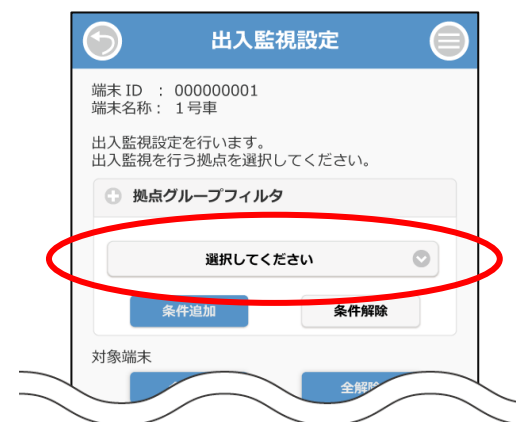 出入監視設定
端末 ID ： 000000001
端末名称： １号車
出入監視設定を行います。
出入監視を行う拠点を選択してください。
拠点グループフィルタ
選択してください
条件追加
条件解除
対象端末
全解除